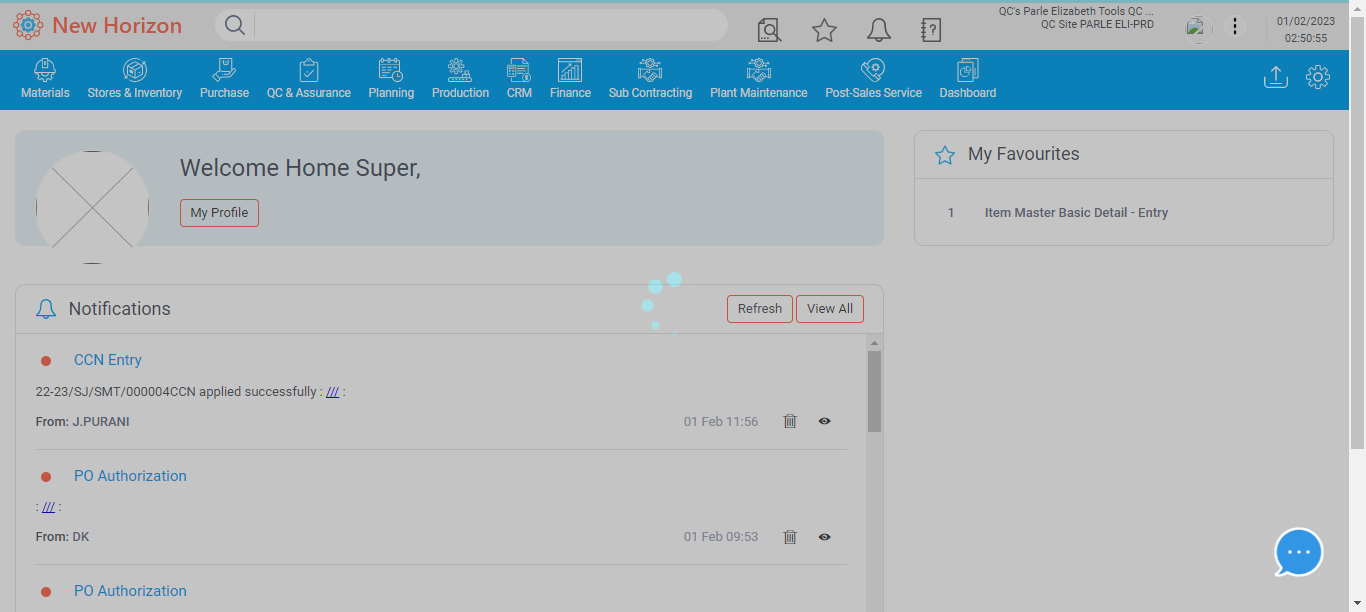 New Horizon
QC's Parle Elizabeth Tools QC ...
QC Site PARLE ELI-PRD
01/02/2023
02:50:55
Materials
Stores & Inventory
Purchase
QC & Assurance
Planning
Production
CRM
Finance
Sub Contracting
Plant Maintenance
Post-Sales Service
Dashboard
Welcome Home Super,
My Profile
My Favourites
1 Item Master Basic Detail - Entry
Notifications
Refresh
View All
CCN Entry
22-23/SJ/SMT/000004CCN applied successfully : /// :
From: J.PURANI
01 Feb 11:56
PO Authorization
: /// :
From: DK
01 Feb 09:53
PO Authorization